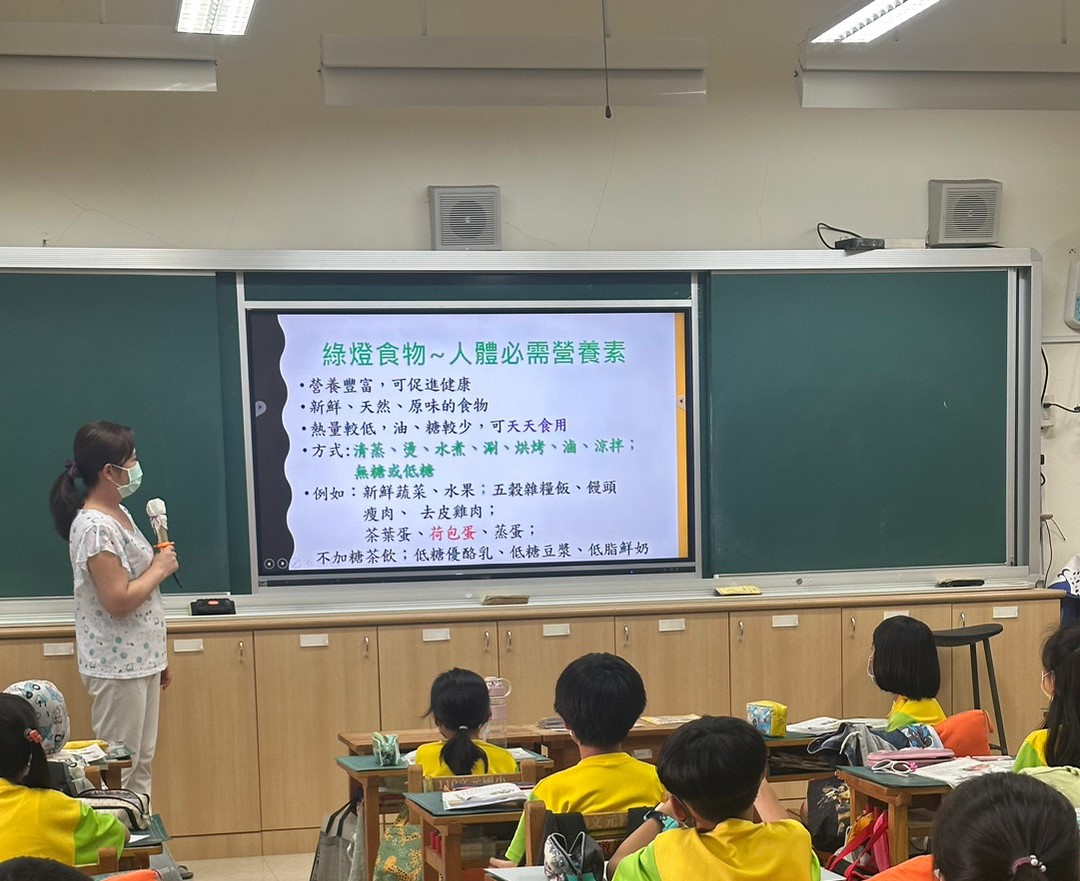 綠燈食物~人體必需營養素
•營養豐富，可促進健康
•新鮮、天然、原味的食物
•熱量較低，油、糖較少，可天天食用
•方式:清蒸、燙、水煮、涮、烘烤、滷、涼拌；
無糖或低糖
•例如：新鮮蔬菜、水果；五穀雜糧飯、饅頭
瘦肉、 去皮雞肉；
茶葉蛋、荷包蛋、蒸蛋；
不加糖茶飲；低糖優酪乳、低糖豆漿、低脂鮮奶